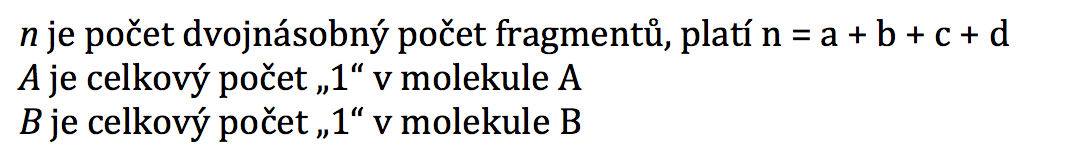 n je počet dvojnásobný počet fragmentů, platí n = a + b + c + d
A je celkový počet „1“ v molekule A
B je celkový počet „1“ v molekule B